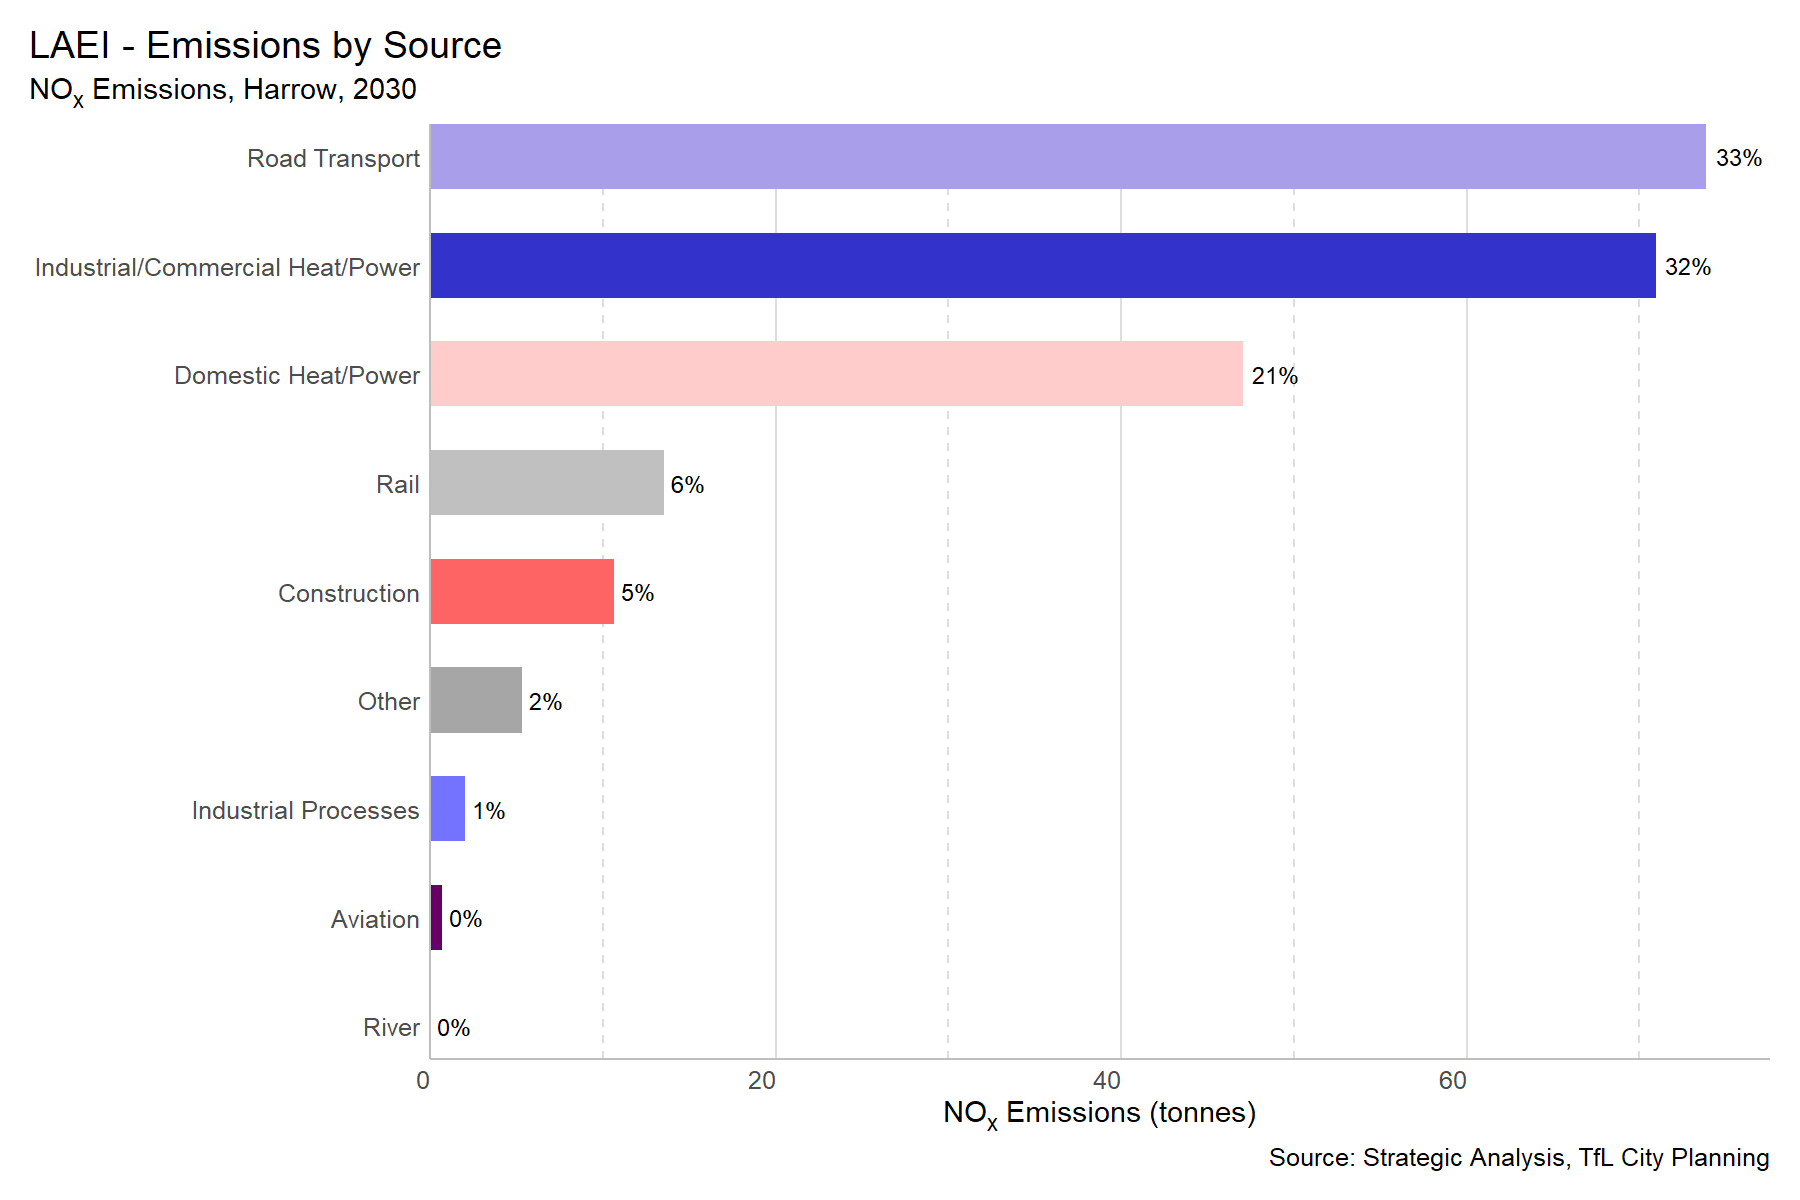 LAEI - Emissions by Source
NOx Emissions, Harrow, 2030
Road Transport 33%
Industrial/Commercial Heat/Power 32%
Domestic Heat/Power 21%
Rail 6%
Construction 5%
Other 2%
Industrial Processes 1%
Aviation 0%
River 0%
0 20 40 60
NOx Emissions (tonnes)
Source: Strategic Analysis, TfL City Planning